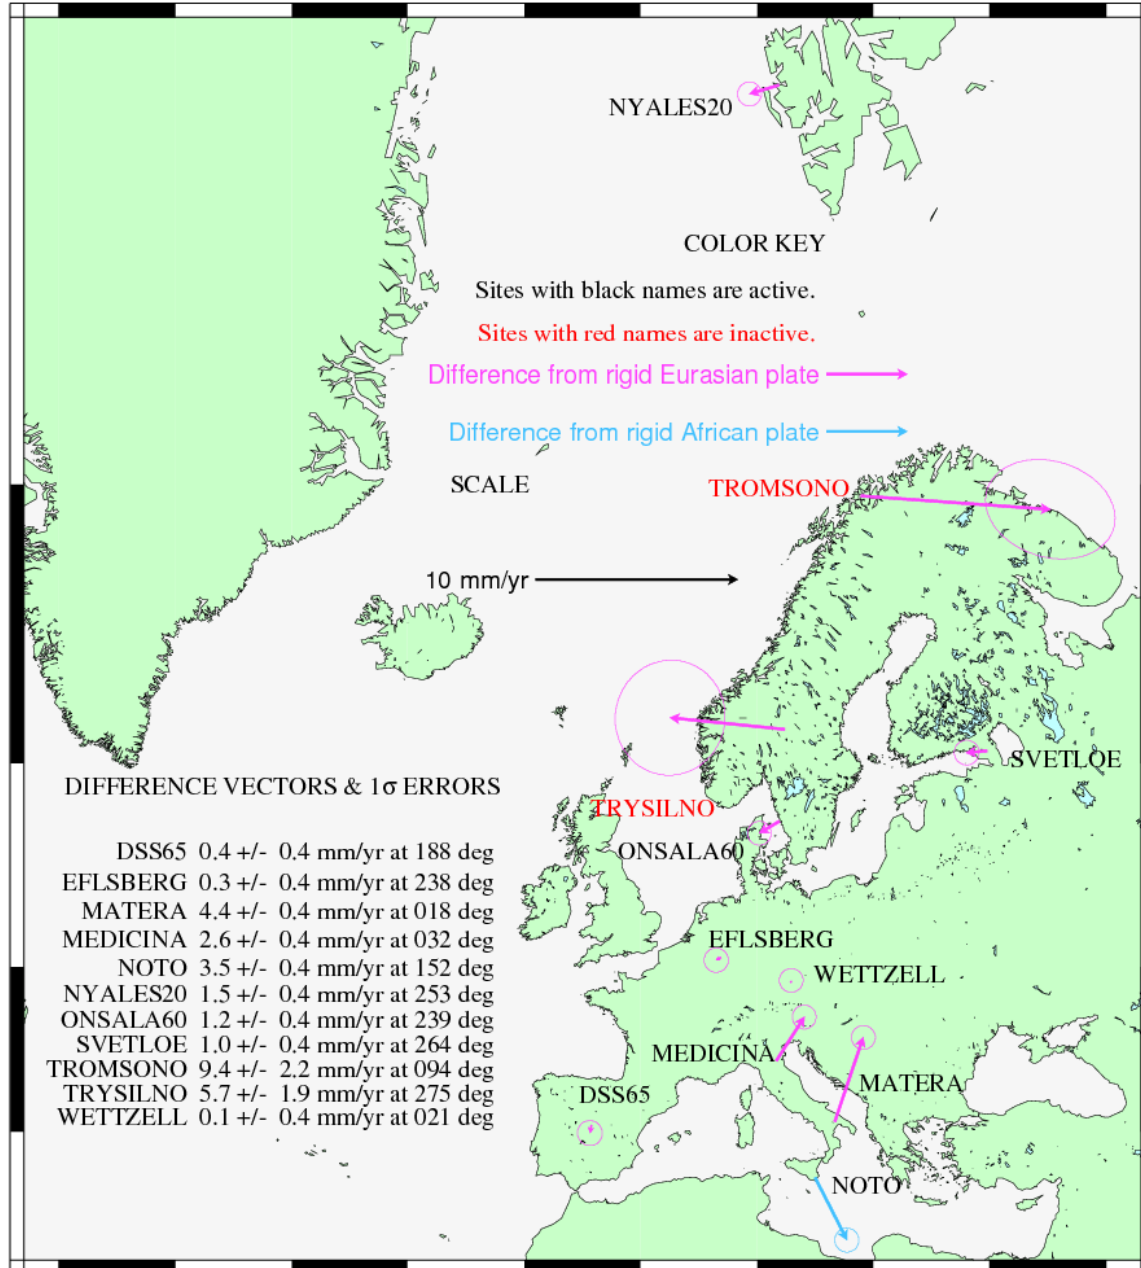 NYALES20
COLOR KEY
Sites with black names are active.
Sites with red names are inactive.
Difference from rigid Eurasian plate
Difference from rigid African plate
SCALE
TROMSONO
10 mm/yr
SVETLOE
DIFFERENCE VECTORS & 1σ ERRORS
TRYSILNO
ONSALA60
DSS65 0.4 +/- 0.4 mm/yr at 188 deg
EFLSBERG 0.3 +/- 0.4 mm/yr at 238 deg
MATERA 4.4 +/- 0.4 mm/yr at 018 deg
MEDICINA 2.6 +/- 0.4 mm/yr at 032 deg
NOTO 3.5 +/- 0.4 mm/yr at 152 deg
NYALES20 1.5 +/- 0.4 mm/yr at 253 deg
ONSALA60 1.2 +/- 0.4 mm/yr at 239 deg
SVETLOE 1.0 +/- 0.4 mm/yr at 264 deg
TROMSONO 9.4 +/- 2.2 mm/yr at 094 deg
TRYSILNO 5.7 +/- 1.9 mm/yr at 275 deg
WETTZELL 0.1 +/- 0.4 mm/yr at 021 deg
EFLSBERG
WETTZELL
MEDICINA
MATERA
DSS65
NOTO